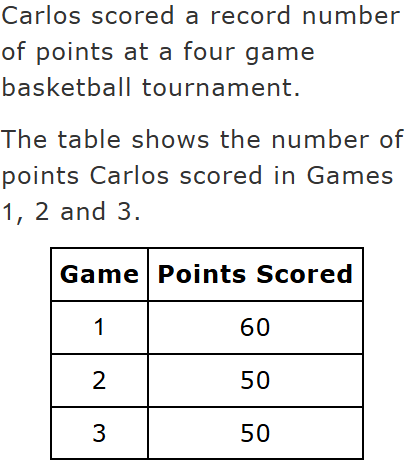 Carlos scored a record number
of points at a four game
basketball tournament.
The table shows the number of
points Carlos scored in Games
1, 2 and 3.
Game Points Scored
1 60
2 50
3 50